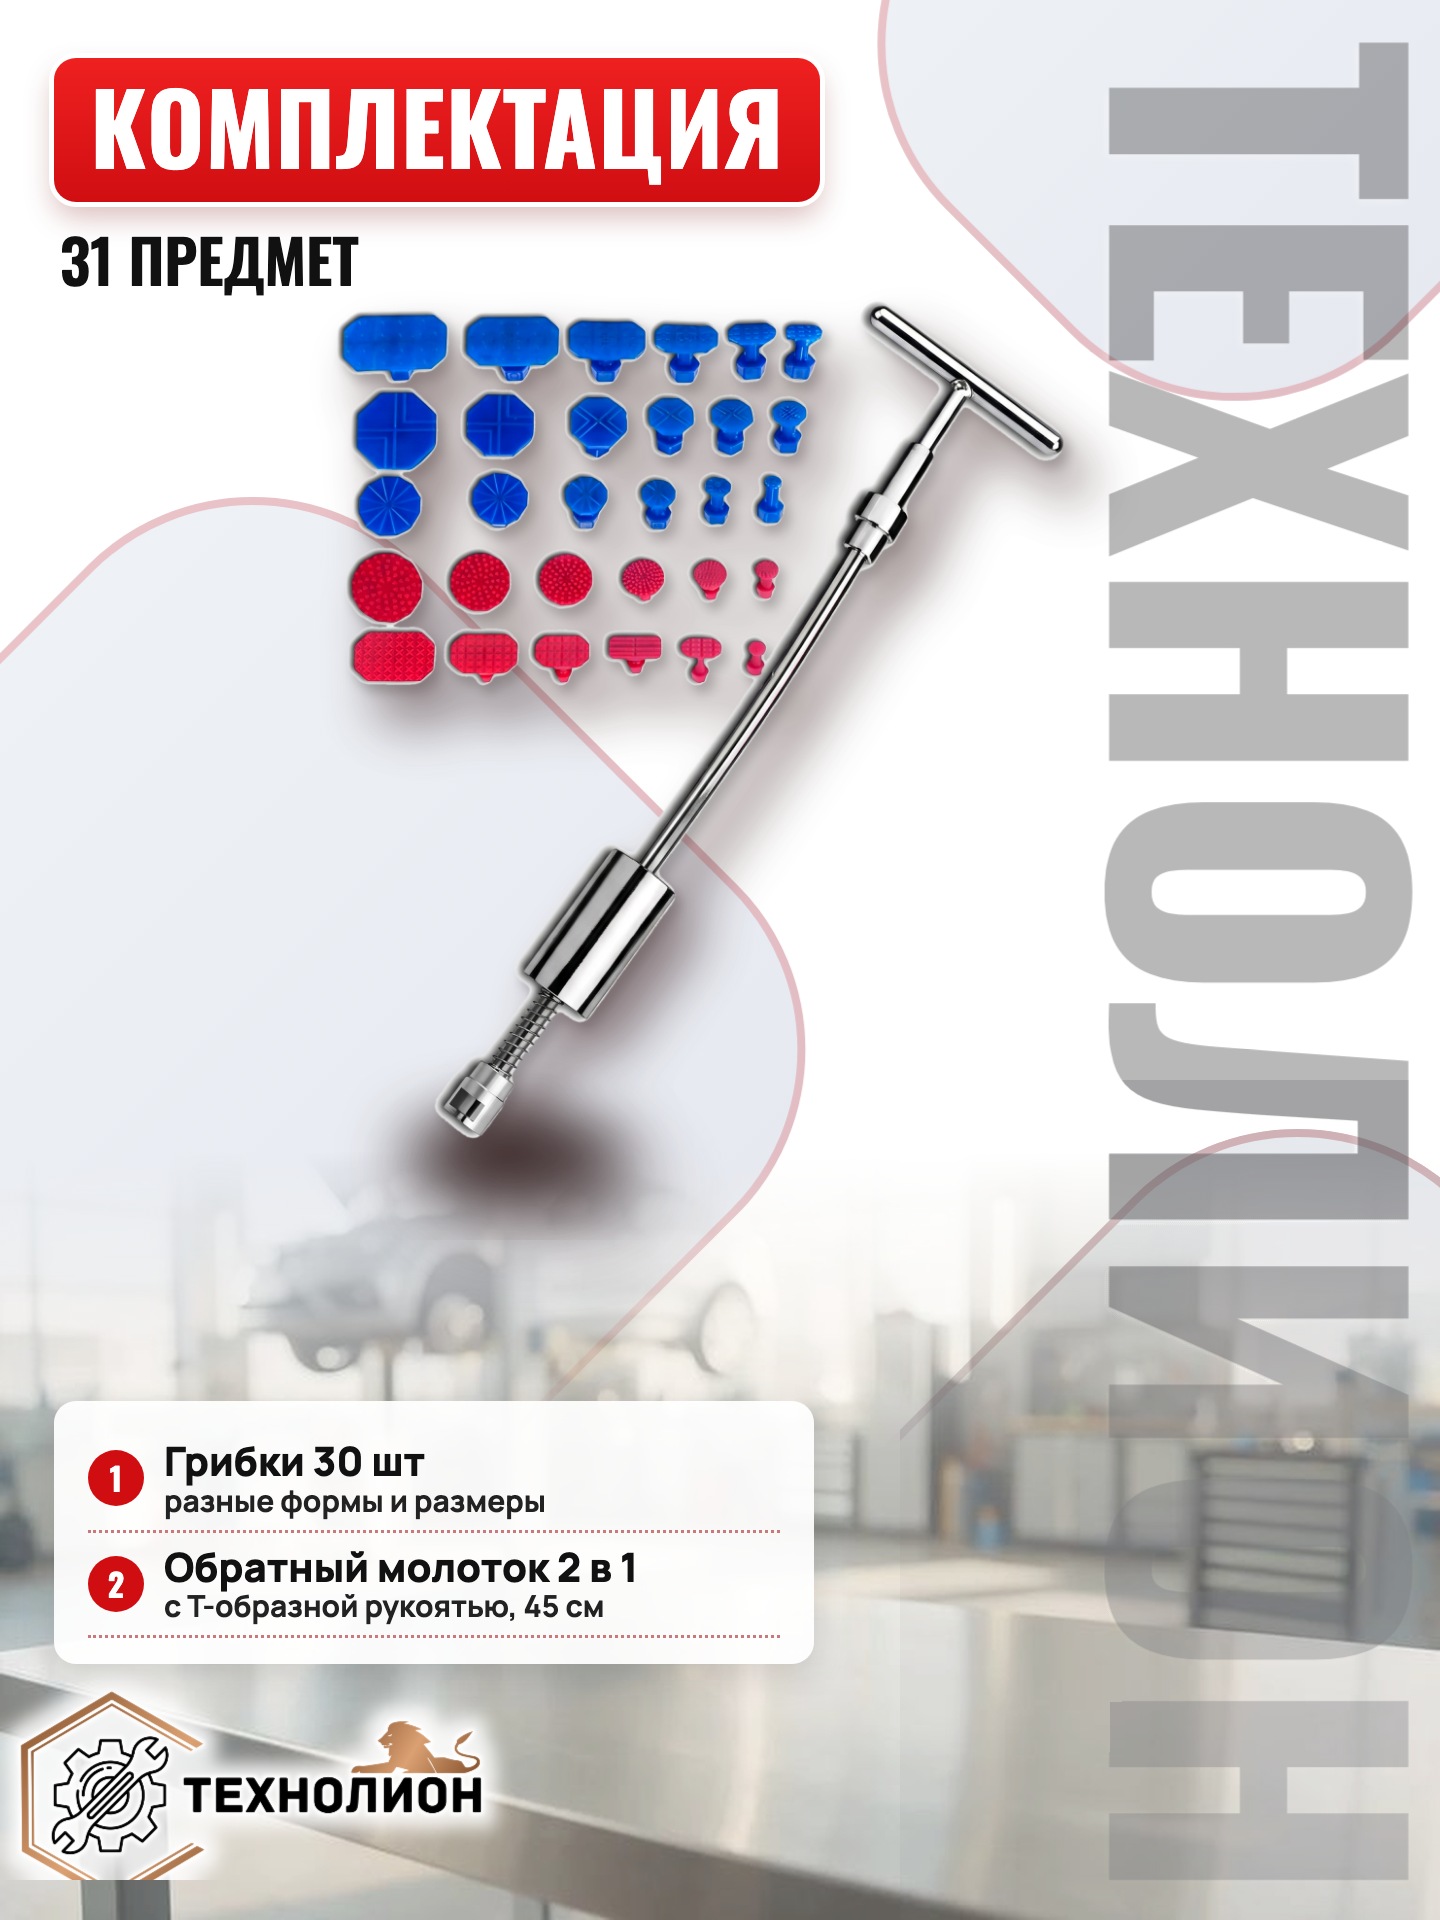 КОМПЛЕКТАЦИЯ
31 ПРЕДМЕТ
ТЕХНОЛИОН
1
Грибки 30 шт
разные формы и размеры
2
Обратный молоток 2 в 1
с Т-образной рукоятью, 45 см
ТЕХНОЛИОН